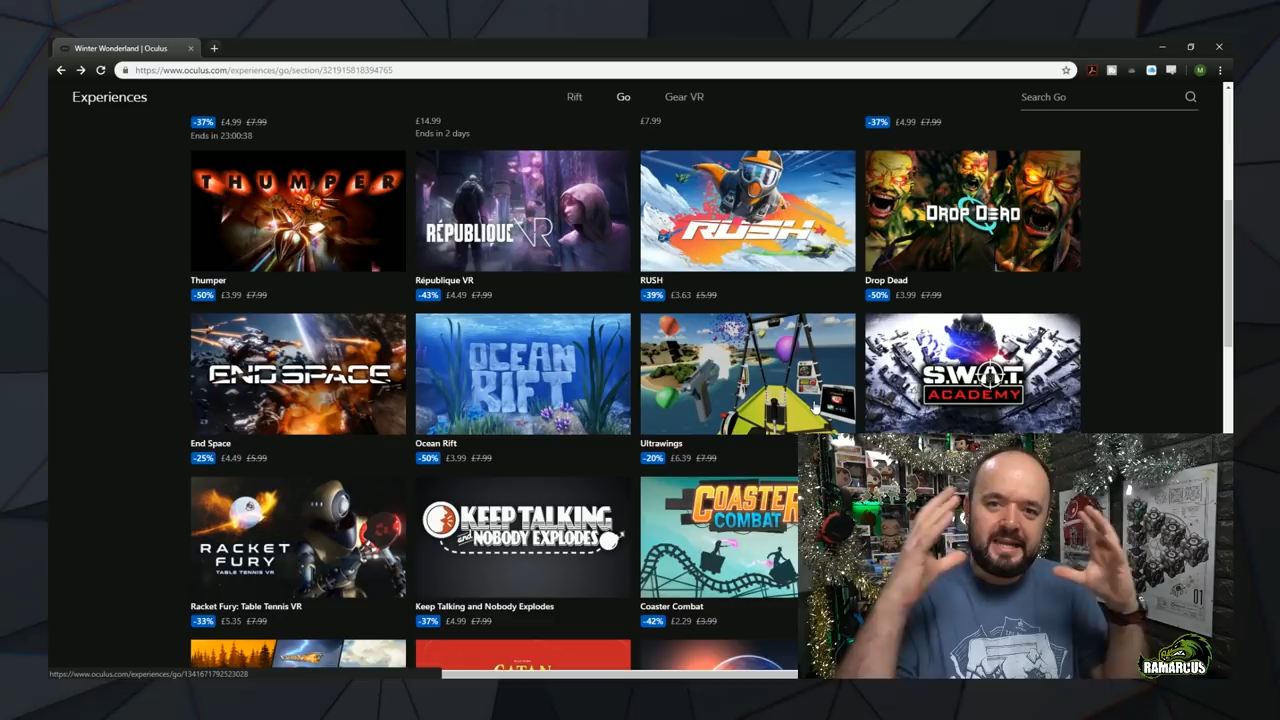 Winter Wonderland | Oculus
https://www.oculus.com/experiences/go/section/321915818394765
M
Experiences
Rift
Go
Gear VR
Search Go
-37% £4.99 £7.99
Ends in 23:00:38
£14.99
Ends in 2 days
£7.99
-37% £4.99 £7.99
THUMPER
RÉPUBLIQUE VR
RUSH
DROP DEAD
Thumper
-50% £3.99 £7.99
République VR
-43% £4.49 £7.99
RUSH
-39% £3.63 £5.99
Drop Dead
-50% £3.99 £7.99
END SPACE
OCEAN
RIFT
S.W.A.T.
ACADEMY
End Space
-25% £4.49 £5.99
Ocean Rift
-50% £3.99 £7.99
Ultrawings
-20% £6.39 £7.99
RACKET
FURY
TABLE TENNIS VR
KEEP TALKING
and NOBODY EXPLODES
COASTER
COMBAT
Racket Fury: Table Tennis VR
-33% £5.35 £7.99
Keep Talking and Nobody Explodes
-37% £4.99 £7.99
Coaster Combat
-42% £2.29 £3.99
CATAN
01
RAMARCUS
https://www.oculus.com/experiences/go/1341671792523028